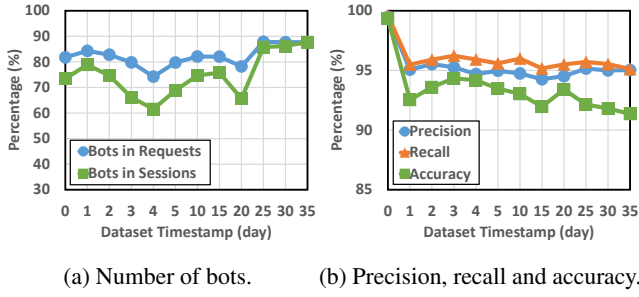 100
90
80
70
60
50
40
30
Percentage (%)
Bots in Requests
Bots in Sessions
0 1 2 3 4 5 10 15 20 25 30 35
Dataset Timestamp (day)
(a) Number of bots.
100
95
90
85
Percentage (%)
Precision
Recall
Accuracy
0 1 2 3 4 5 10 15 20 25 30 35
Dataset Timestamp (day)
(b) Precision, recall and accuracy.